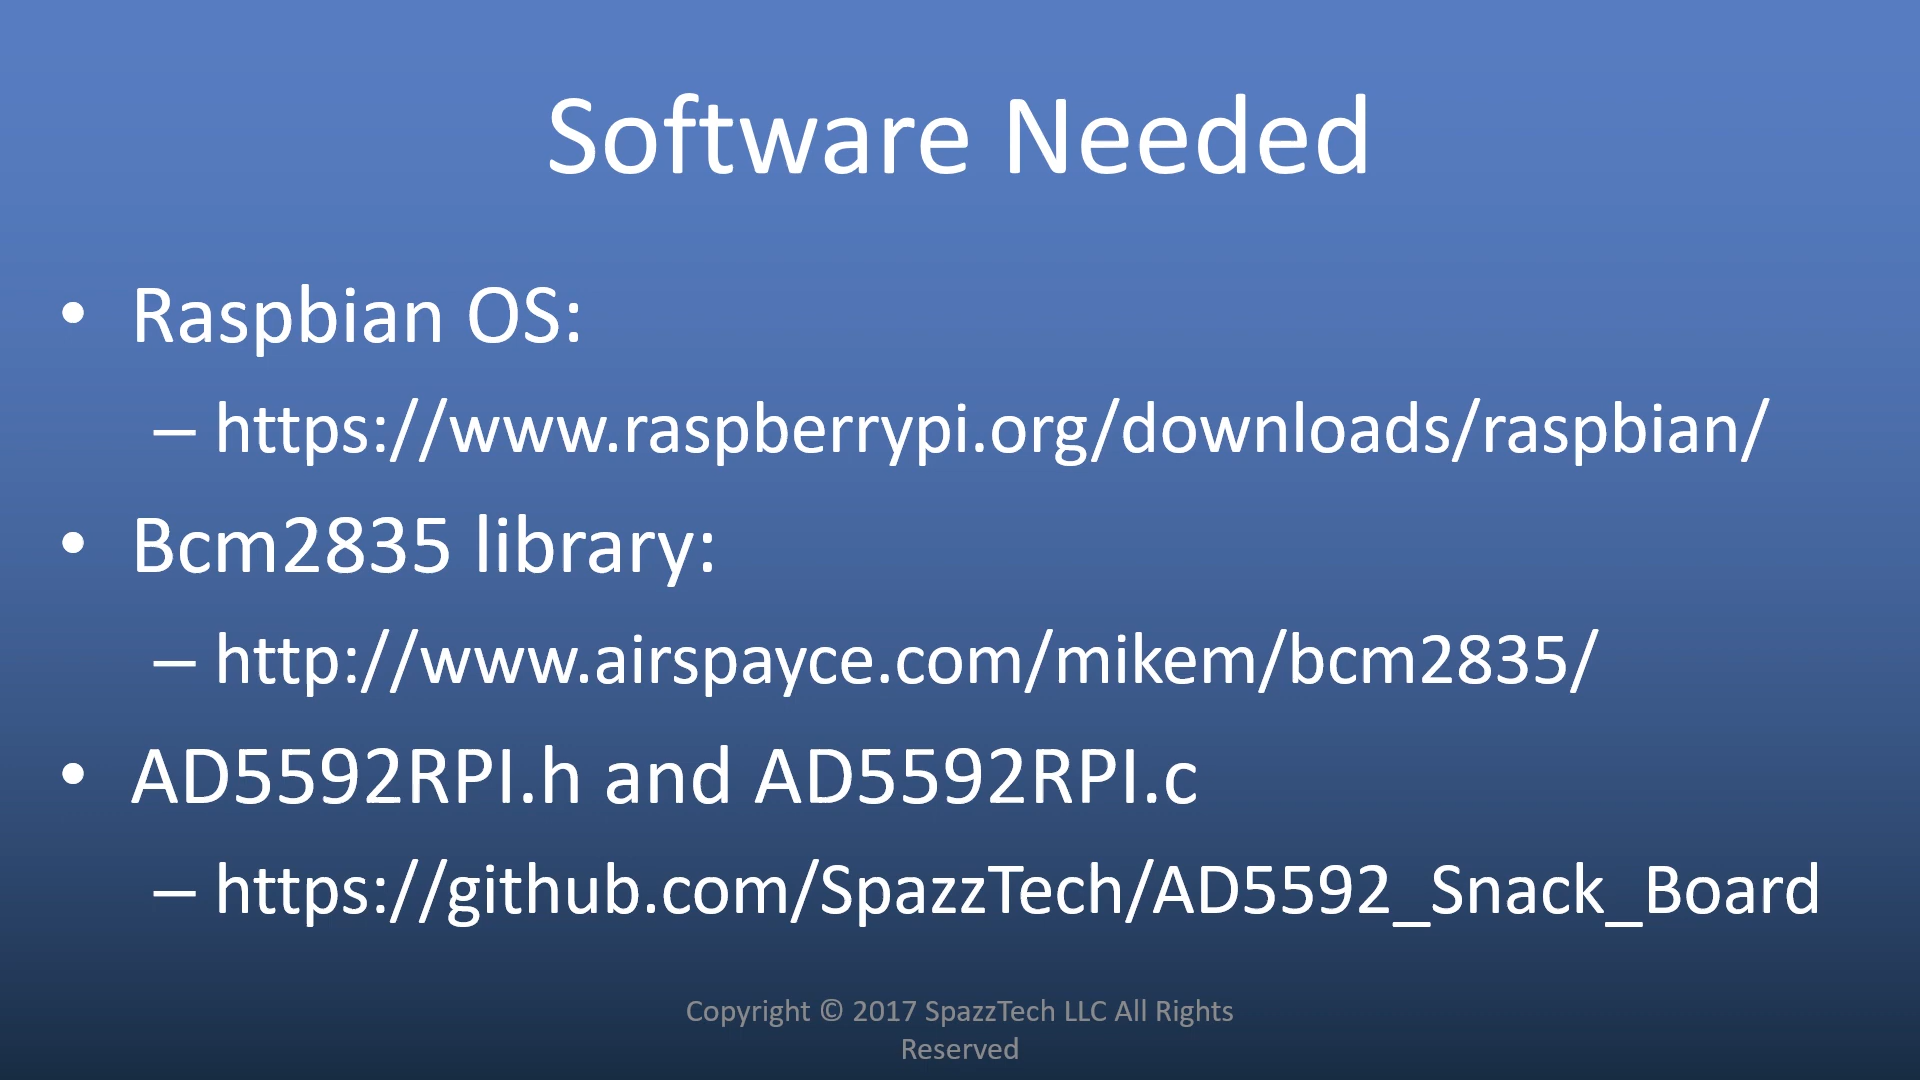 Software Needed
• Raspbian OS:
– https://www.raspberrypi.org/downloads/raspbian/
• Bcm2835 library:
– http://www.airspayce.com/mikem/bcm2835/
• AD5592RPI.h and AD5592RPI.c
– https://github.com/SpazzTech/AD5592_Snack_Board
Copyright © 2017 SpazzTech LLC All Rights
Reserved